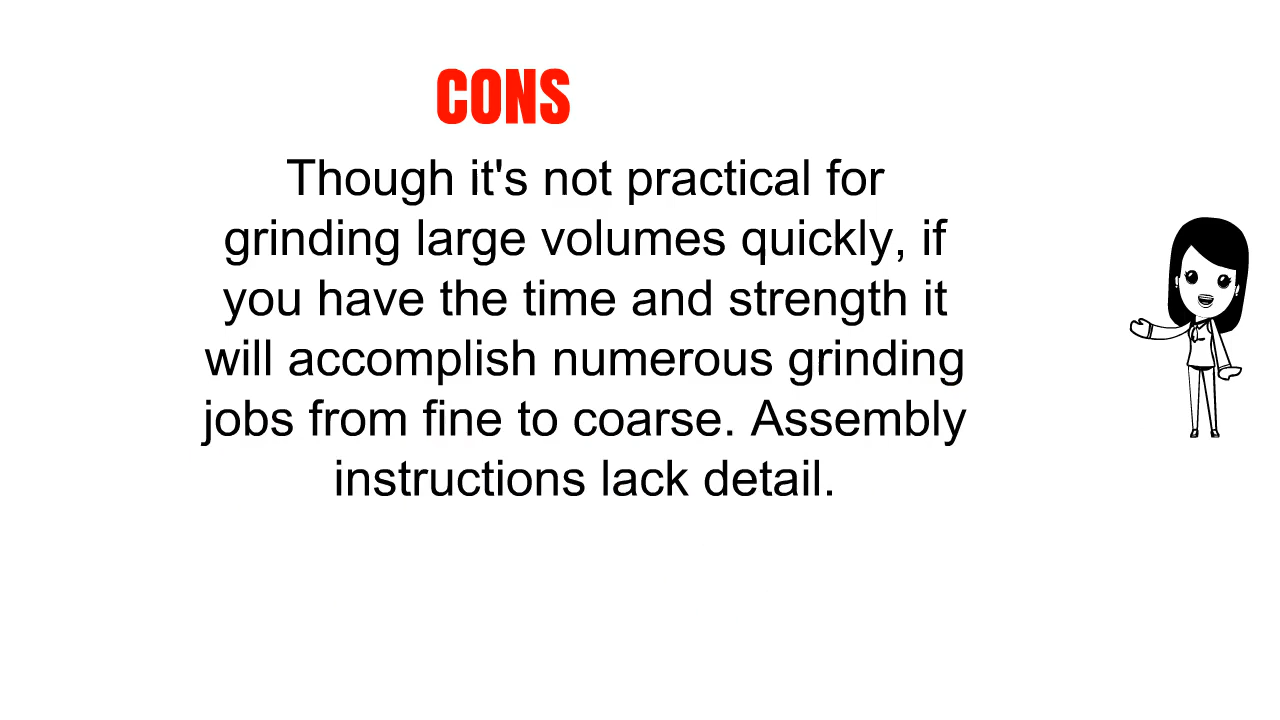 CONS
Though it's not practical for
grinding large volumes quickly, if
you have the time and strength it
will accomplish numerous grinding
jobs from fine to coarse. Assembly
instructions lack detail.